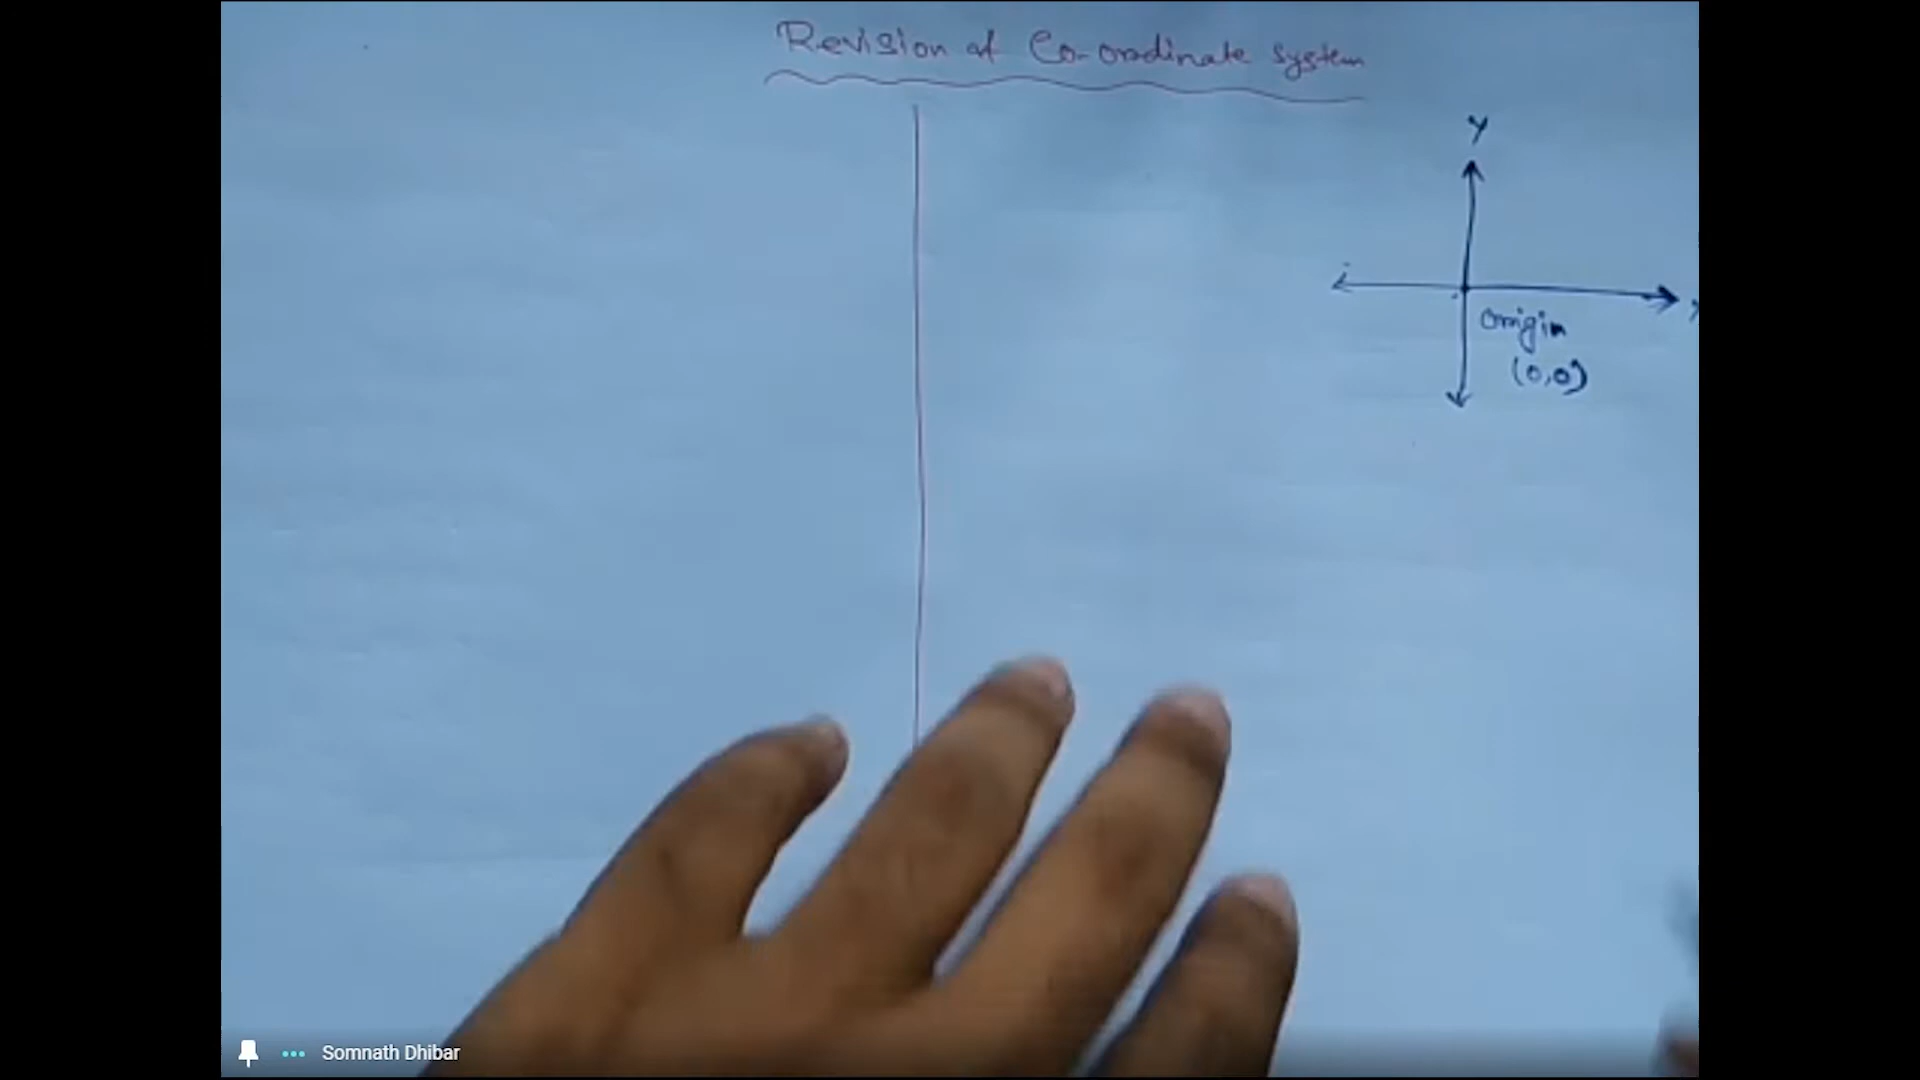 Revision of Co-ordinate System
Y
X
Origin
(0,0)
Somnath Dhibar